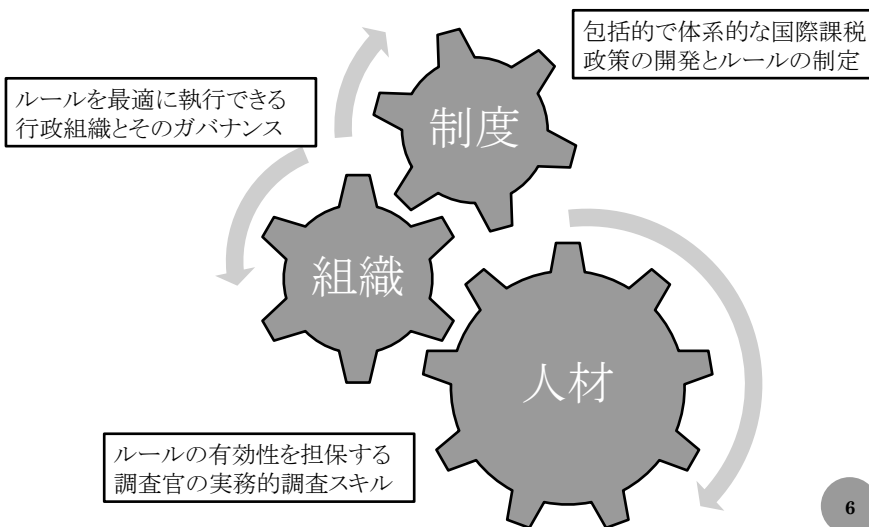 包括的で体系的な国際課税
政策の開発とルールの制定
ルールを最適に執行できる
行政組織とそのガバナンス
制度
組織
人材
ルールの有効性を担保する
調査官の実務的調査スキル
6